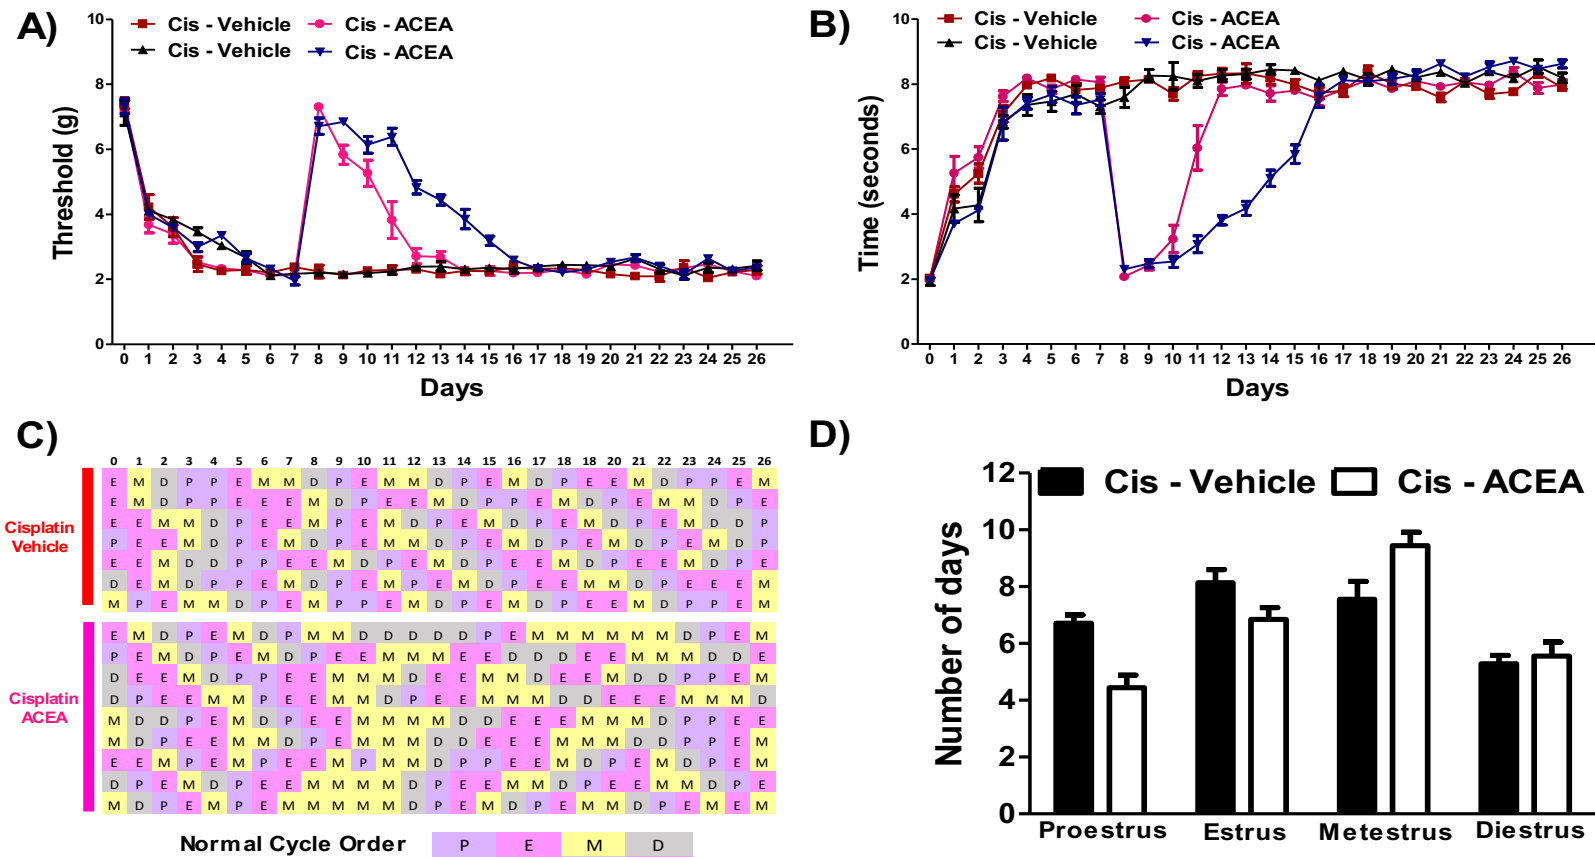 A)
Cis - Vehicle
Cis - ACEA
Cis - Vehicle
Cis - ACEA
Threshold (g)
10
8
6
4
2
0
0 1 2 3 4 5 6 7 8 9 10 11 12 13 14 15 16 17 18 19 20 21 22 23 24 25 26
Days
B)
Cis - Vehicle
Cis - ACEA
Cis - Vehicle
Cis - ACEA
Time (seconds)
10
8
6
4
2
0
0 1 2 3 4 5 6 7 8 9 10 11 12 13 14 15 16 17 18 19 20 21 22 23 24 25 26
Days
C)
0 1 2 3 4 5 6 7 8 9 10 11 12 13 14 15 16 17 18 18 20 21 22 23 24 25 26
Cisplatin
Vehicle
E M D P P E M M D P E M M D P E M D P E E M D P P E M
E M D P P E E E M D P E E M D P P E M D P E M M D P E
E E M M D P E E M P E M D P E M D P E M D P E M D D P
P E E M D P E M D P E M M D P E M D P E M D P E M D P
E E M D D P P E E M D P E M D P E E M D P E E M D P E
D E M D P P E M D P E M P E M D P E E M M D P E E E M
M P E M M D P E M P P E M D P E M D P E E M D P P E M
Cisplatin
ACEA
E M D P E M D P M M D D D D D P E M M M M M M D P E M
P E M D P E M D P E E M M M E E D D D E E M M M D D E
D E E M D P P E E M M M D E E M M D E E M D D P P E E
D P E E M M P E E M M D P E E M M M D D E E E M M M D
M D D P E M D P E E M M M M D D E E E M M M D P P E E
M D P E E M M D P E M M M D D E E E M M M D D P P E M
E E M P E M P E E M P M M D P P E E M D P E M D P E M
D P E M D P E E M M M M D P E E M M D P E E M M D P E
M D P E M P E M M M M M D P E M D P E M M D P E M E M
Normal Cycle Order P E M D
D)
Cis - Vehicle
Cis - ACEA
Number of days
12
10
8
6
4
2
0
Proestrus Estrus Metestrus Diestrus